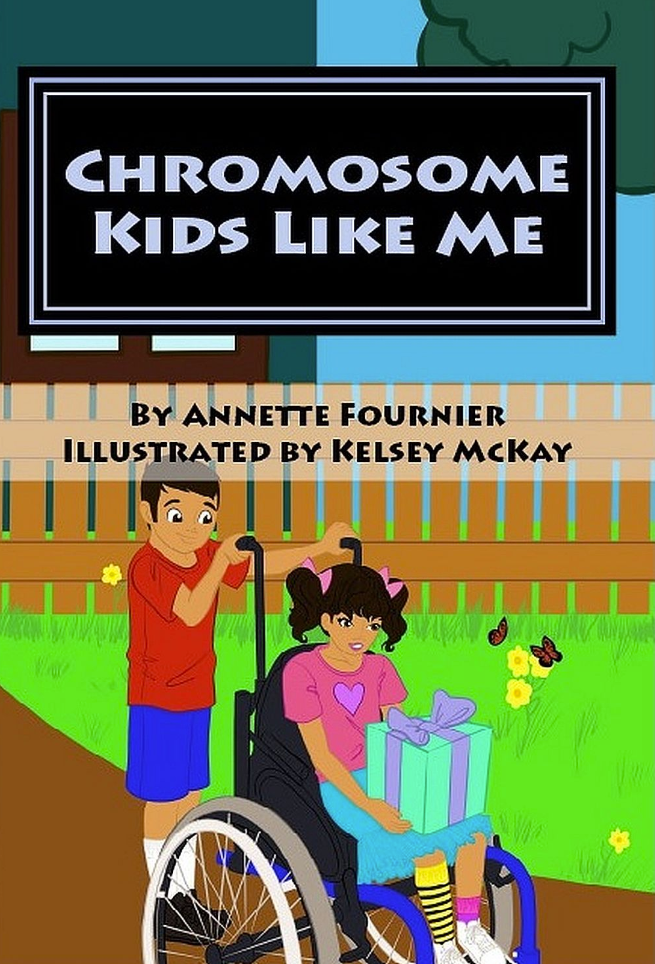 Chromosome
Kids Like Me
By Annette Fournier
Illustrated by Kelsey McKay